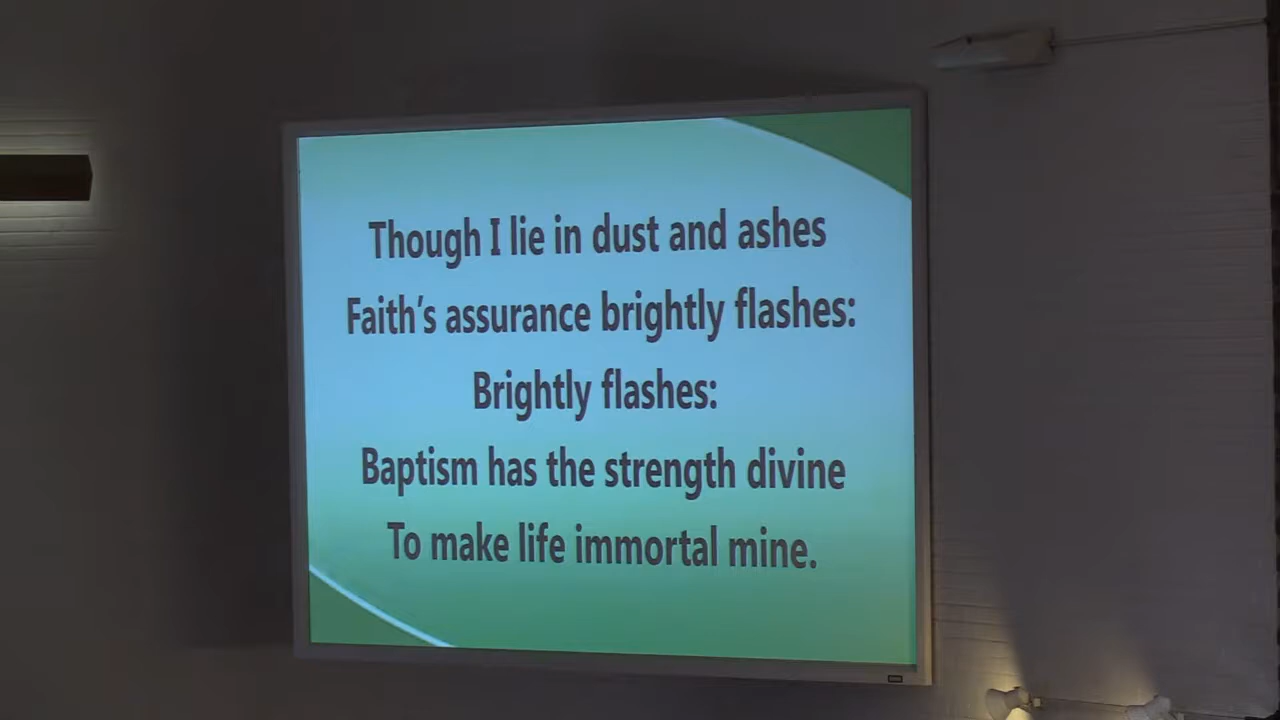 Though I lie in dust and ashes
Faith's assurance brightly flashes:
Brightly flashes:
Baptism has the strength divine
To make life immortal mine.